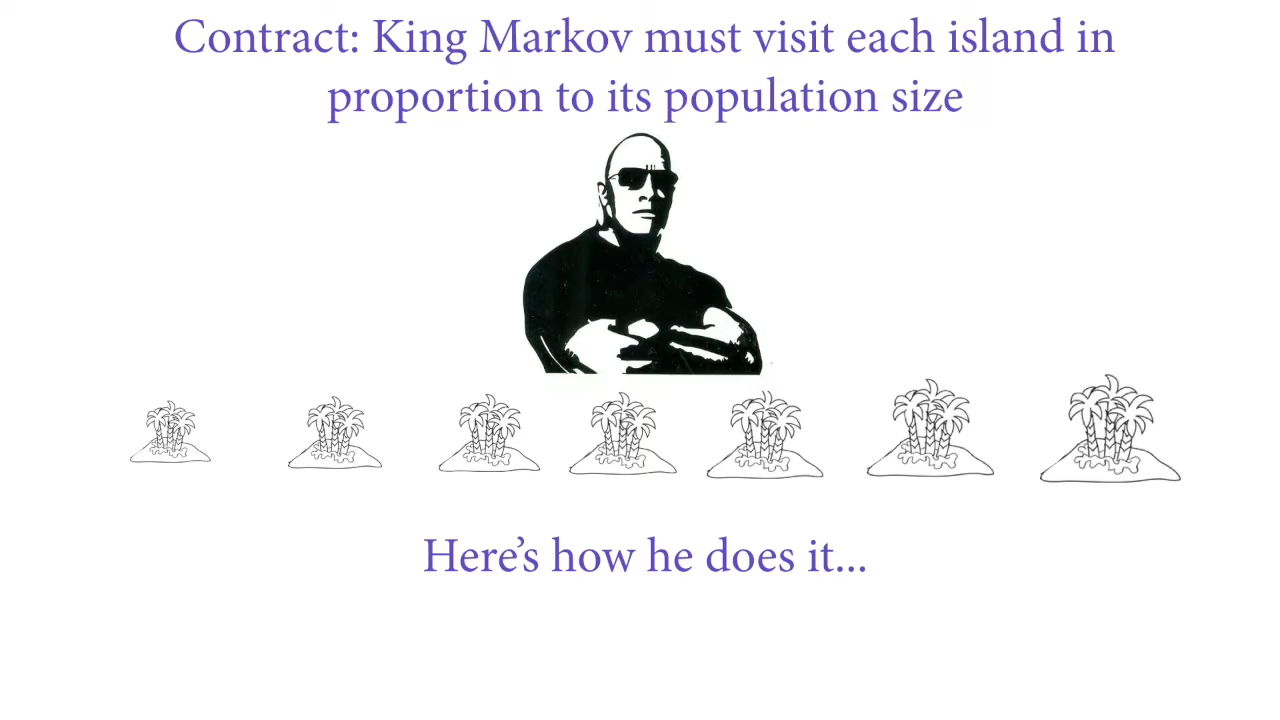 Contract: King Markov must visit each island in
proportion to its population size
Here’s how he does it...